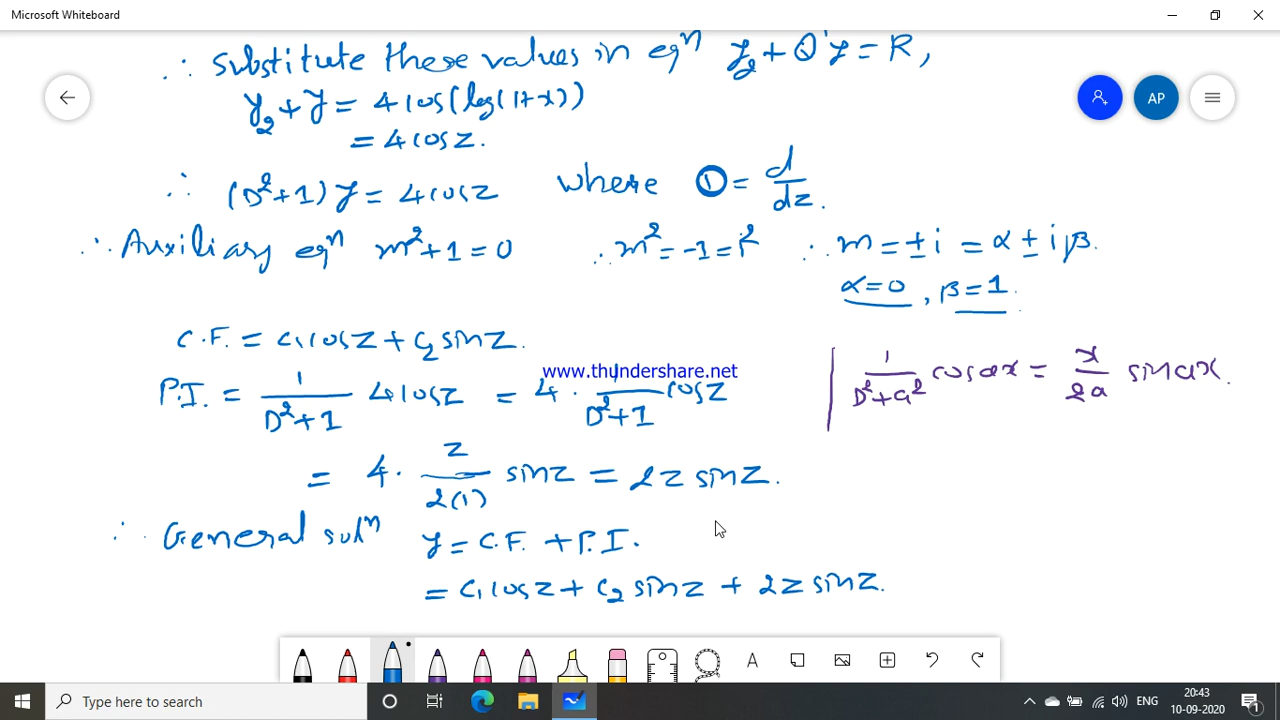 Microsoft Whiteboard
∴ substitute these values in eqⁿ y₂ + Q'y = R,
y₂ + y = 4 cos(log(1+x))
= 4 cos z.
∴ (D²+1) y = 4 cos z where D = d/dz.
∴ Auxiliary eqⁿ m²+1 = 0 ∴ m² = -1 = i² ∴ m = ± i = α ± iβ.
α = 0, β = 1.
C.F. = c₁ cos z + c₂ sin z.
www.thundershare.net
P.I. = 1/(D²+1) 4 cos z = 4 · 1/(D²+1) cos z
1/(D²+a²) cos ax = x/2a sin ax.
= 4 · z/2(1) sin z = 2z sin z.
∴ General solⁿ y = C.F. + P.I.
= c₁ cos z + c₂ sin z + 2z sin z.
AP
A
Type here to search
ENG
20:43
10-09-2020
1